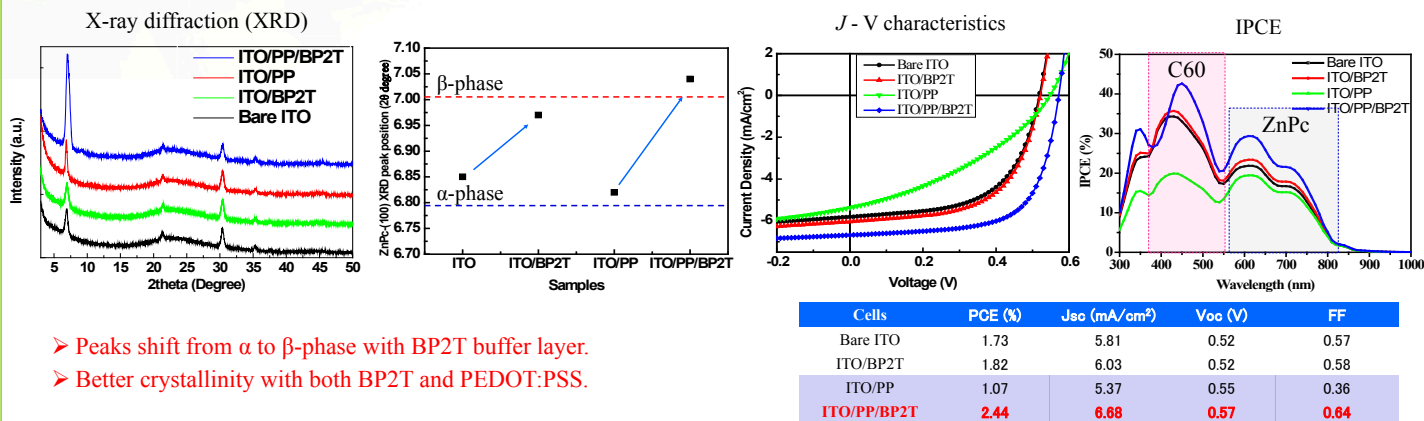 X-ray diffraction (XRD)
ITO/PP/BP2T
ITO/PP
ITO/BP2T
Bare ITO
Intensity (a.u.)
5 10 15 20 25 30 35 40 45 50
2theta (Degree)
7.10
7.05
7.00
6.95
6.90
6.85
6.80
6.75
6.70
ZnPc-(100) XRD peak position (2θ degree)
β-phase
α-phase
ITO ITO/BP2T ITO/PP ITO/PP/BP2T
Samples
J - V characteristics
2
0
-2
-4
-6
Current Density (mA/cm²)
Bare ITO
ITO/BP2T
ITO/PP
ITO/PP/BP2T
-0.2 0.0 0.2 0.4 0.6
Voltage (V)
IPCE
50
40
30
20
10
0
IPCE (%)
C60
ZnPc
Bare ITO
ITO/BP2T
ITO/PP
ITO/PP/BP2T
300 400 500 600 700 800 900 1000
Wavelength (nm)
➢ Peaks shift from α to β-phase with BP2T buffer layer.
➢ Better crystallinity with both BP2T and PEDOT:PSS.
Cells PCE (%) Jsc (mA/cm²) Voc (V) FF
Bare ITO 1.73 5.81 0.52 0.57
ITO/BP2T 1.82 6.03 0.52 0.58
ITO/PP 1.07 5.37 0.55 0.36
ITO/PP/BP2T 2.44 6.68 0.57 0.64